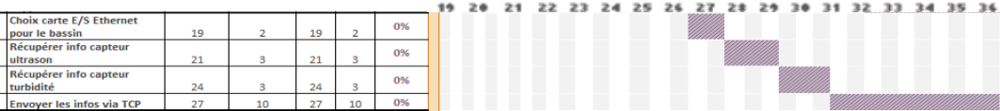 19 20 21 22 23 24 25 26 27 28 29 30 31 32 33 34 35 36
Choix carte E/S Ethernet
pour le bassin 19 2 19 2 0%
Récupérer info capteur
ultrason 21 3 21 3 0%
Récupérer info capteur
turbidité 24 3 24 3 0%
Envoyer les infos via TCP 27 10 27 10 0%